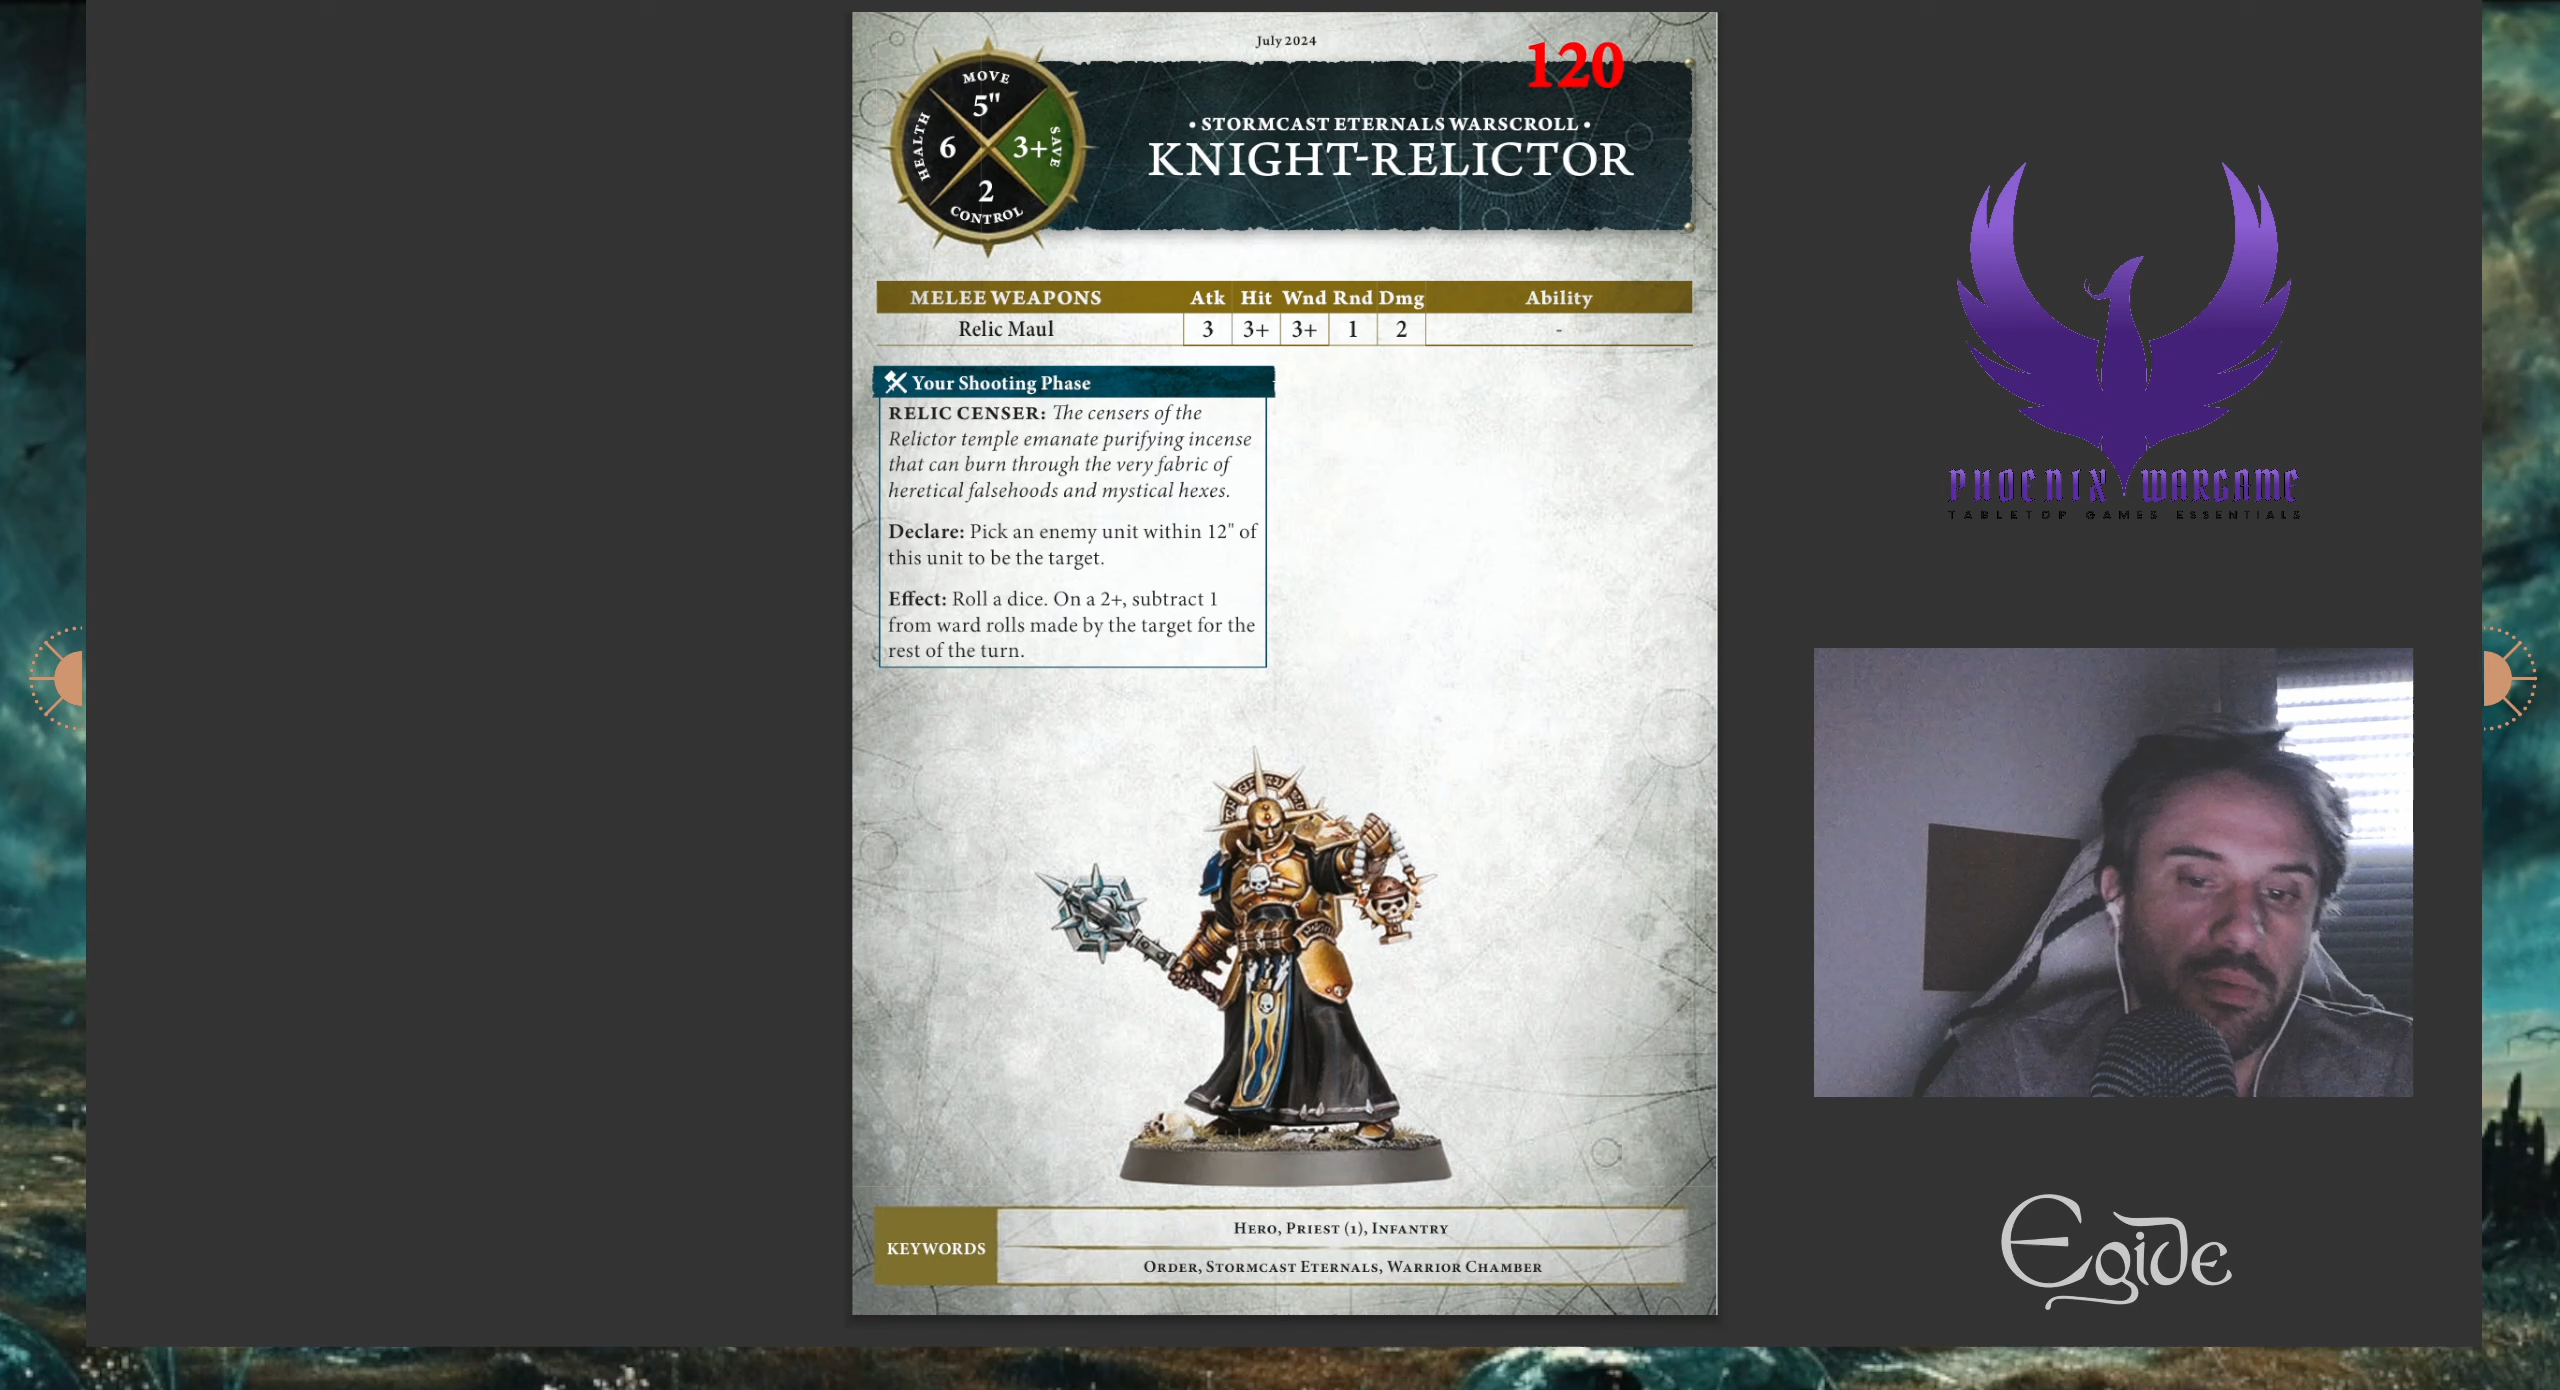 July 2024
120
MOVE
5"
HEALTH
6
3+
SAVE
2
CONTROL
• STORMCAST ETERNALS WARSCROLL •
KNIGHT-RELICTOR
MELEE WEAPONS Atk Hit Wnd Rnd Dmg Ability
Relic Maul 3 3+ 3+ 1 2 -
Your Shooting Phase
RELIC CENSER: The censers of the
Relictor temple emanate purifying incense
that can burn through the very fabric of
heretical falsehoods and mystical hexes.
Declare: Pick an enemy unit within 12" of
this unit to be the target.
Effect: Roll a dice. On a 2+, subtract 1
from ward rolls made by the target for the
rest of the turn.
KEYWORDS
HERO, PRIEST (1), INFANTRY
ORDER, STORMCAST ETERNALS, WARRIOR CHAMBER
PHOENIX WARGAME
TABLETOP GAMES ESSENTIALS
Egide